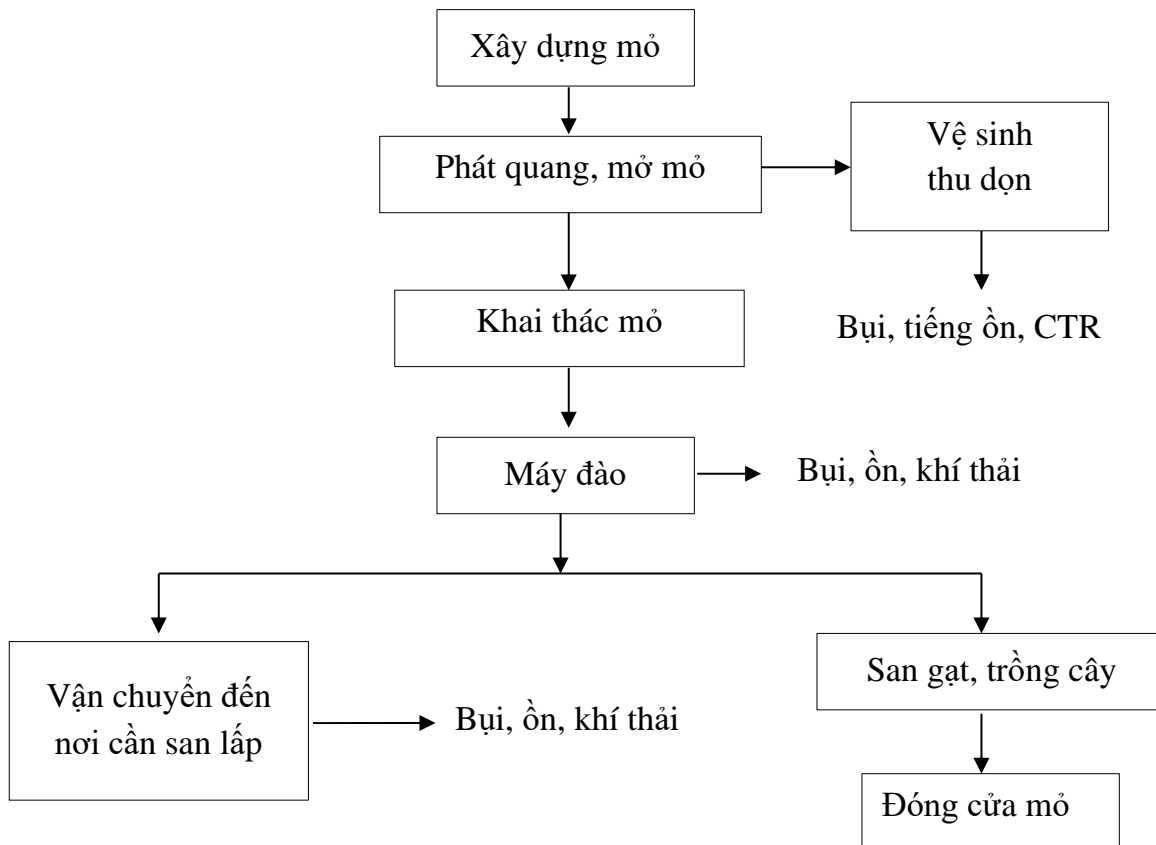 Xây dựng mỏ
Phát quang, mở mỏ
Vệ sinh
thu dọn
Khai thác mỏ
Bụi, tiếng ồn, CTR
Máy đào
Bụi, ồn, khí thải
Vận chuyển đến
nơi cần san lấp
Bụi, ồn, khí thải
San gạt, trồng cây
Đóng cửa mỏ